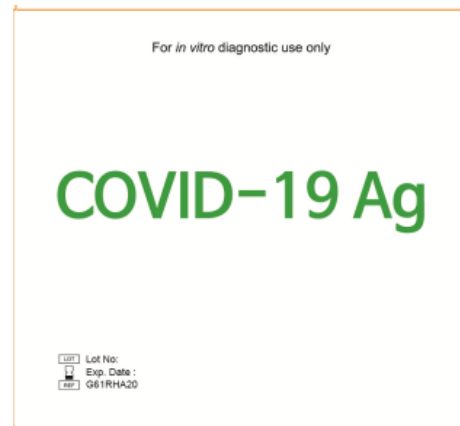 For in vitro diagnostic use only
COVID-19 Ag
LOT Lot No:
Exp. Date :
REF G61RHA20